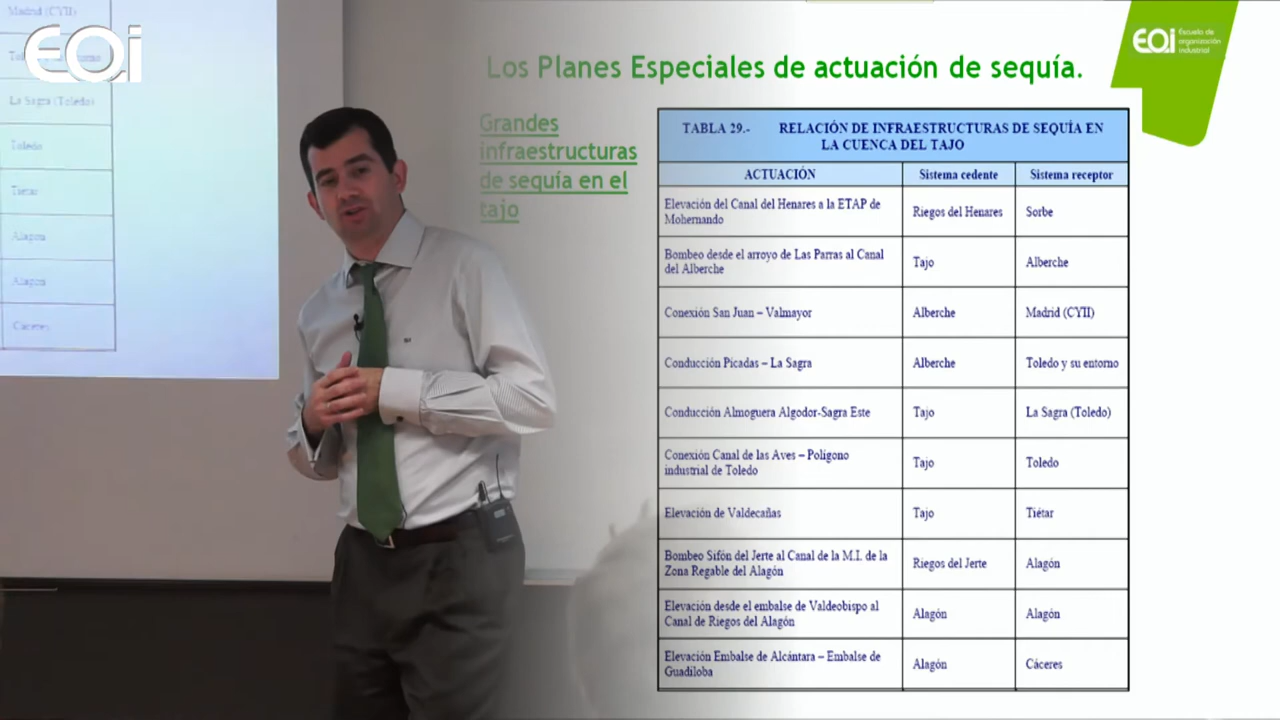 Madrid (CYII)
La Sagra (Toledo)
Toledo
Tiétar
Alagón
Alagón
Cáceres
EOi
EOi Escuela de
organización
industrial
Los Planes Especiales de actuación de sequía.
Grandes
infraestructuras
de sequía en el
tajo
TABLA 29.- RELACIÓN DE INFRAESTRUCTURAS DE SEQUÍA EN
LA CUENCA DEL TAJO
ACTUACIÓN Sistema cedente Sistema receptor
Elevación del Canal del Henares a la ETAP de
Mohernando Riegos del Henares Sorbe
Bombeo desde el arroyo de Las Parras al Canal
del Alberche Tajo Alberche
Conexión San Juan – Valmayor Alberche Madrid (CYII)
Conducción Picadas – La Sagra Alberche Toledo y su entorno
Conducción Almoguera Algodor-Sagra Este Tajo La Sagra (Toledo)
Conexión Canal de las Aves – Polígono
industrial de Toledo Tajo Toledo
Elevación de Valdecañas Tajo Tiétar
Bombeo Sifón del Jerte al Canal de la M.I. de la
Zona Regable del Alagón Riegos del Jerte Alagón
Elevación desde el embalse de Valdeobispo al
Canal de Riegos del Alagón Alagón Alagón
Elevación Embalse de Alcántara – Embalse de
Guadiloba Alagón Cáceres